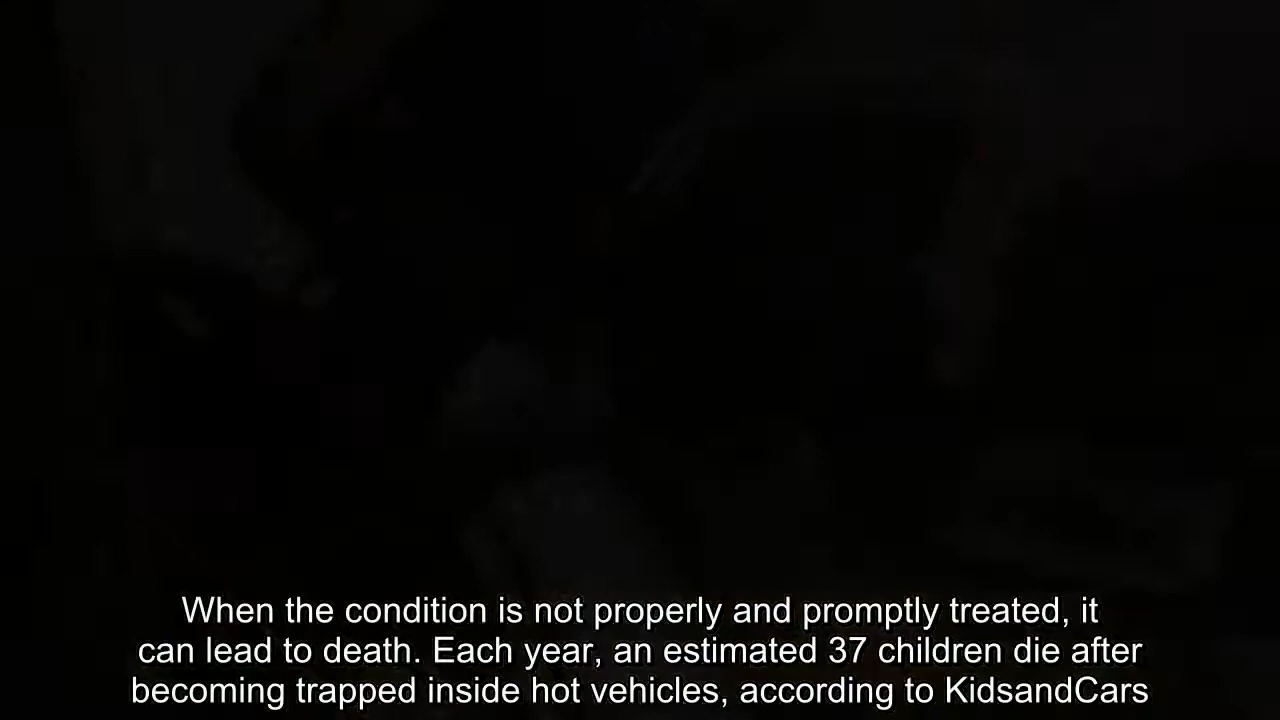 When the condition is not properly and promptly treated, it
can lead to death. Each year, an estimated 37 children die after
becoming trapped inside hot vehicles, according to KidsandCars